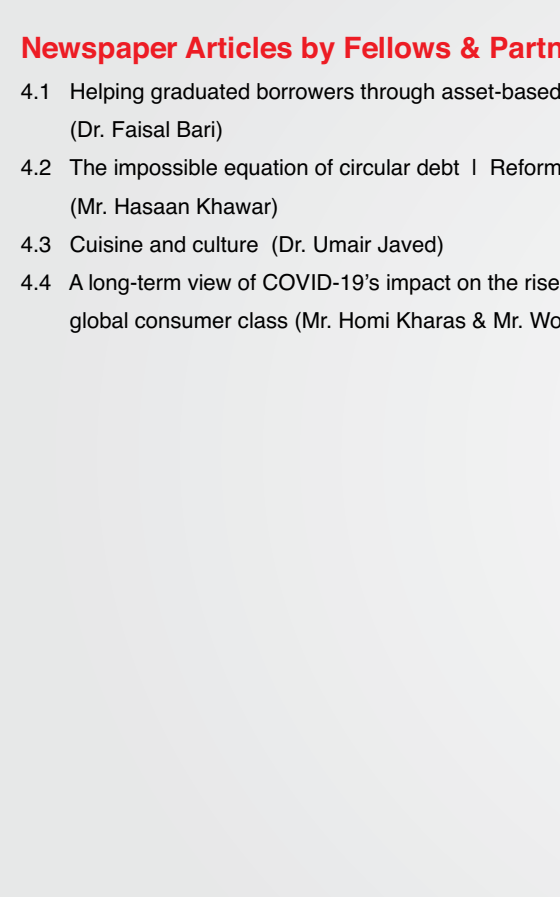 Newspaper Articles by Fellows & Partn
4.1 Helping graduated borrowers through asset-based
(Dr. Faisal Bari)
4.2 The impossible equation of circular debt | Reform
(Mr. Hasaan Khawar)
4.3 Cuisine and culture (Dr. Umair Javed)
4.4 A long-term view of COVID-19’s impact on the rise
global consumer class (Mr. Homi Kharas & Mr. Wo